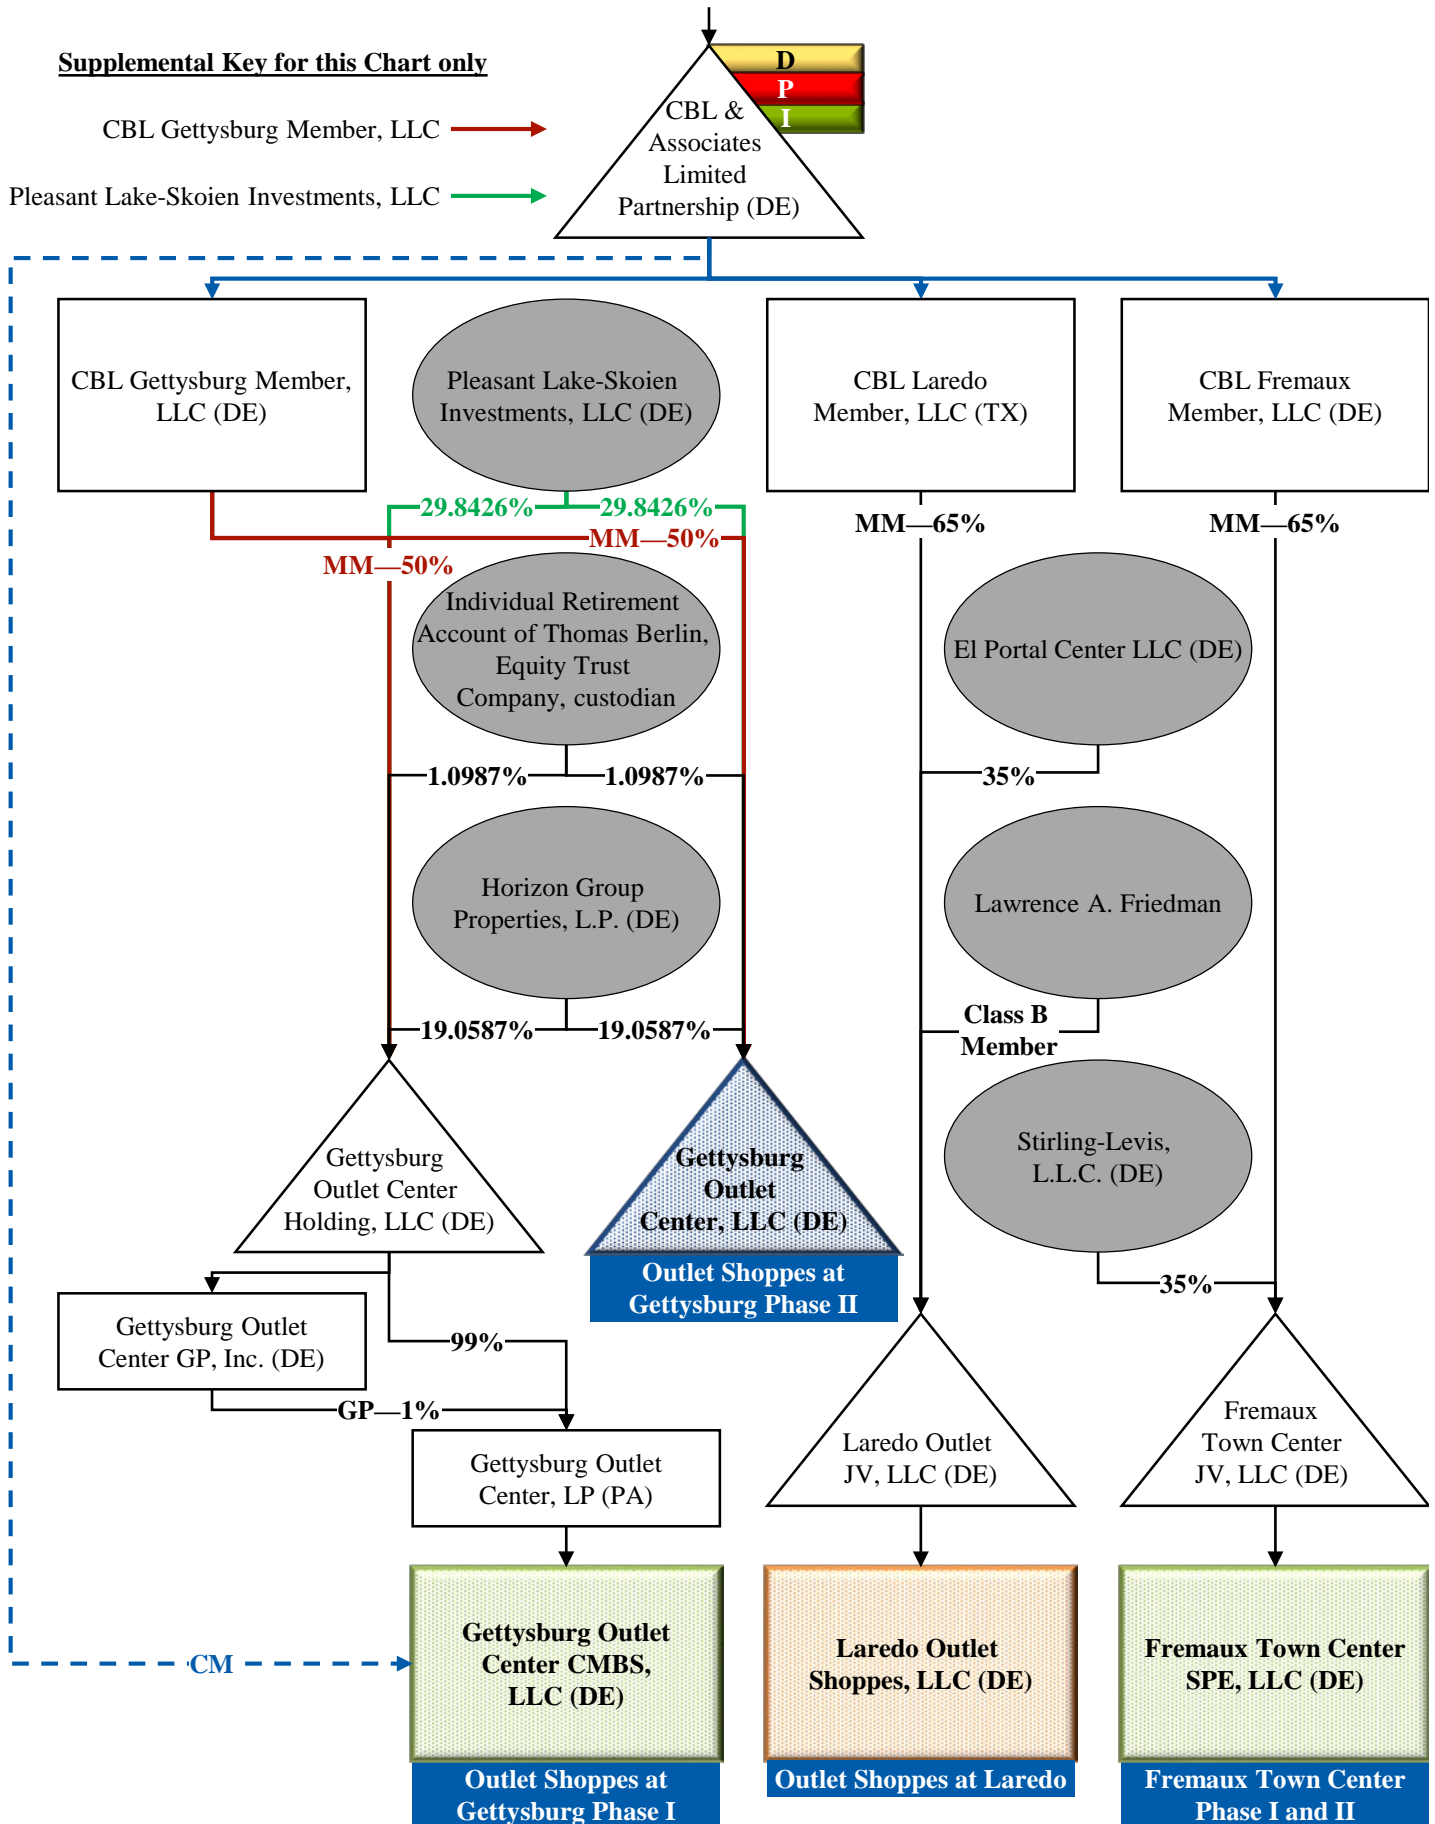 Supplemental Key for this Chart only
CBL Gettysburg Member, LLC
Pleasant Lake-Skoien Investments, LLC
D
P
I
CBL &
Associates
Limited
Partnership (DE)
CBL Gettysburg Member,
LLC (DE)
Pleasant Lake-Skoien
Investments, LLC (DE)
CBL Laredo
Member, LLC (TX)
CBL Fremaux
Member, LLC (DE)
29.8426%
29.8426%
MM—50%
MM—50%
MM—65%
MM—65%
Individual Retirement
Account of Thomas Berlin,
Equity Trust
Company, custodian
El Portal Center LLC (DE)
1.0987%
1.0987%
35%
Horizon Group
Properties, L.P. (DE)
Lawrence A. Friedman
19.0587%
19.0587%
Class B
Member
Gettysburg
Outlet Center
Holding, LLC (DE)
Gettysburg
Outlet
Center, LLC (DE)
Outlet Shoppes at
Gettysburg Phase II
Stirling-Levis,
L.L.C. (DE)
35%
Gettysburg Outlet
Center GP, Inc. (DE)
99%
GP—1%
Gettysburg Outlet
Center, LP (PA)
Laredo Outlet
JV, LLC (DE)
Fremaux
Town Center
JV, LLC (DE)
CM
Gettysburg Outlet
Center CMBS,
LLC (DE)
Outlet Shoppes at
Gettysburg Phase I
Laredo Outlet
Shoppes, LLC (DE)
Outlet Shoppes at Laredo
Fremaux Town Center
SPE, LLC (DE)
Fremaux Town Center
Phase I and II